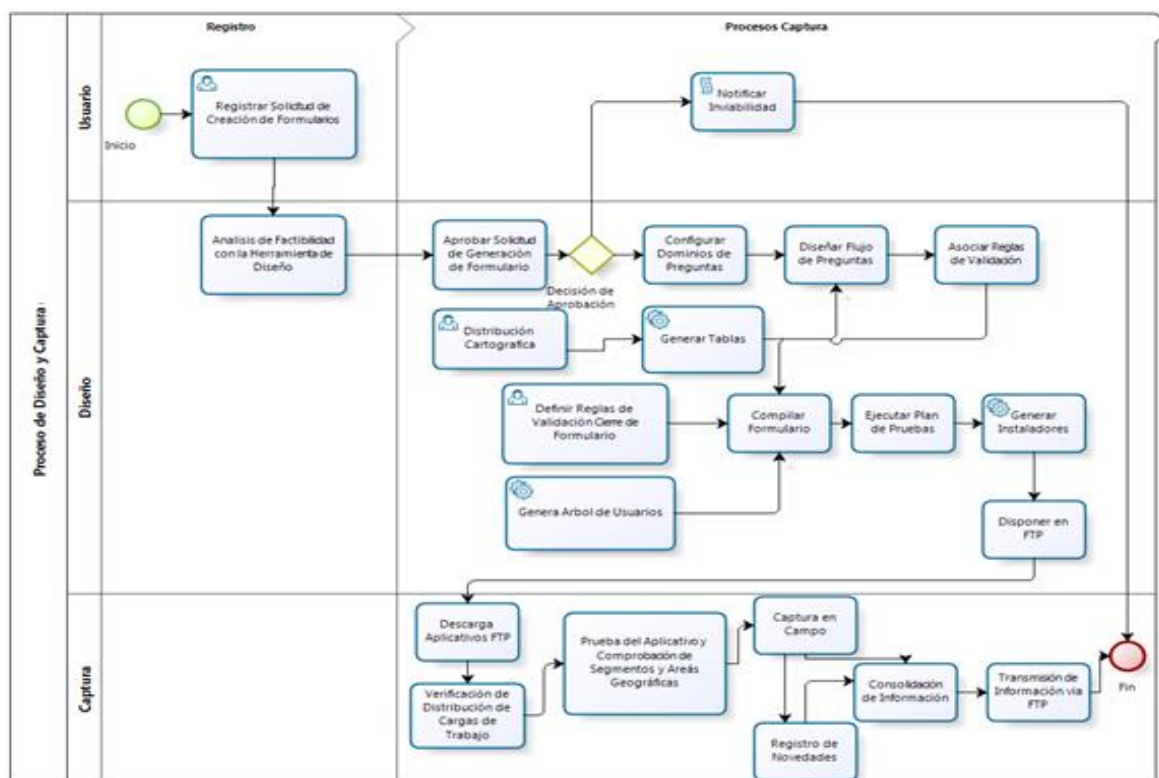 Registro
Procesos Captura
Proceso de Diseño y Captura
Usuario
Inicio
Registrar Solicitud de
Creación de Formularios
Notificar
Inviabilidad
Diseño
Analisis de Factibilidad
con la Herramienta de
Diseño
Aprobar Solicitud
de Generación
de Formulario
Decisión de
Aprobación
Configurar
Dominios de
Preguntas
Diseñar Flujo
de Preguntas
Asociar Reglas
de Validación
Distribución
Cartografica
Generar Tablas
Definir Reglas de
Validación Cierre de
Formulario
Compilar
Formulario
Ejecutar Plan
de Pruebas
Generar
Instaladores
Genera Arbol de Usuarios
Disponer en
FTP
Captura
Descarga
Aplicativos FTP
Verificación de
Distribución de
Cargas de
Trabajo
Prueba del Aplicativo y
Comprobación de
Segmentos y Areás
Geográficas
Captura en
Campo
Registro de
Novedades
Consolidación
de Información
Transmisión de
Información via
FTP
Fin